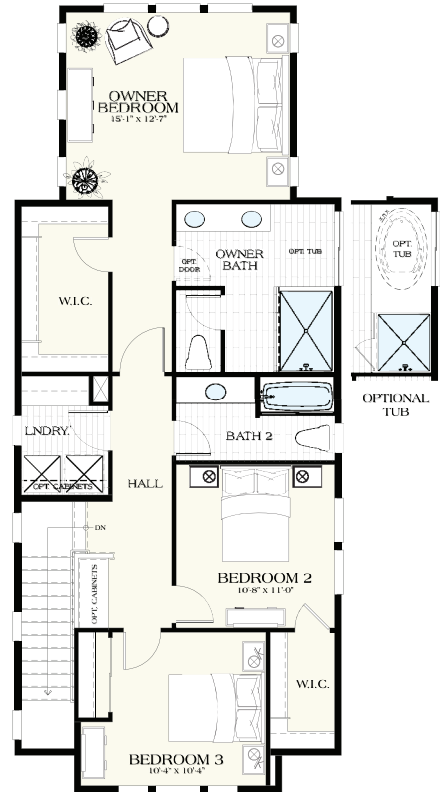 OWNER
BEDROOM
15'-1" x 12'-7"
OPT.
DOOR
OWNER
BATH
OPT. TUB
OPT.
TUB
W.I.C.
OPTIONAL
TUB
LNDRY.
BATH 2
OPT. CABINETS
HALL
DN
OPT. CABINETS
BEDROOM 2
10'-8" x 11'-0"
W.I.C.
BEDROOM 3
10'-4" x 10'-4"